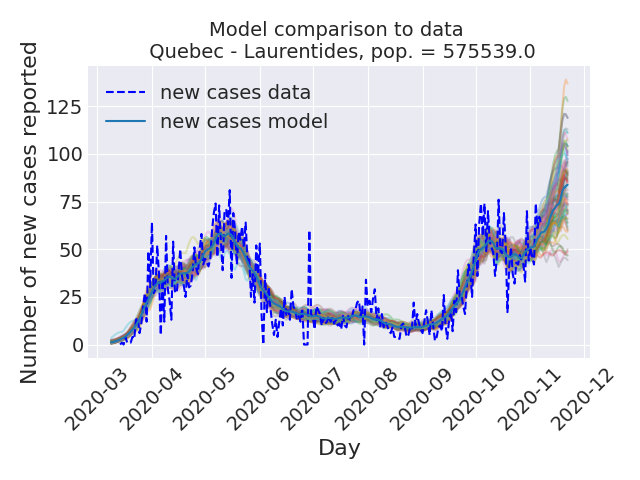 Model comparison to data
Quebec - Laurentides, pop. = 575539.0
Number of new cases reported
125
100
75
50
25
0
new cases data
new cases model
2020-03
2020-04
2020-05
2020-06
2020-07
2020-08
2020-09
2020-10
2020-11
2020-12
Day